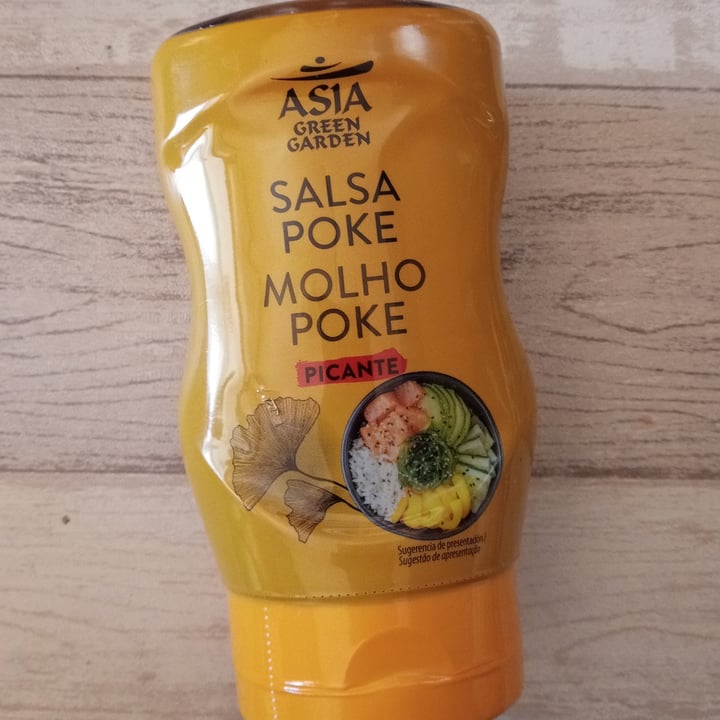 ASIA
GREEN
GARDEN
SALSA
POKE
MOLHO
POKE
PICANTE
Sugerencia de presentación /
Sugestão de apresentação